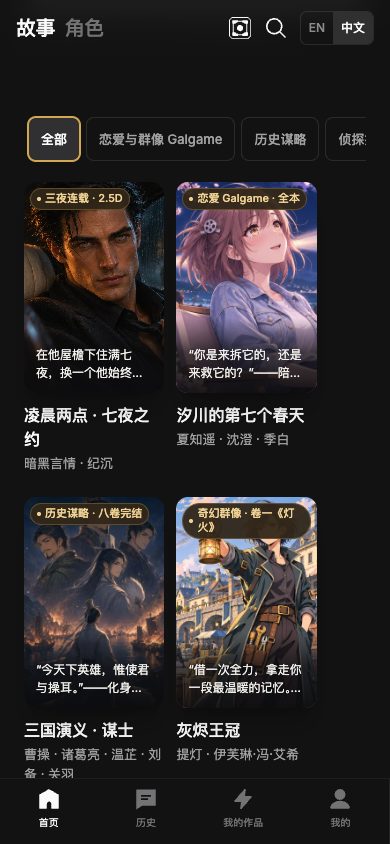 故事 角色
EN 中文
全部 恋爱与群像 Galgame 历史谋略 侦探
三夜连载 · 2.5D
恋爱 Galgame · 全本
在他屋檐下住满七
夜，换一个他始终...
“你是来拆它的，还是
来救它的？”——陪...
凌晨两点 · 七夜之
约
暗黑言情 · 纪沉
汐川的第七个春天
夏知遥 · 沈澄 · 季白
历史谋略 · 八卷完结
奇幻群像 · 卷一《灯
火》
“今天下英雄，惟使君
与操耳。”——化身...
“借一次全力，拿走你
一段最温暖的记忆。...
三国演义 · 谋士
曹操 · 诸葛亮 · 温芷 · 刘
备 · 关羽
灰烬王冠
提灯 · 伊芙琳·冯·艾希
首页 历史 我的作品 我的